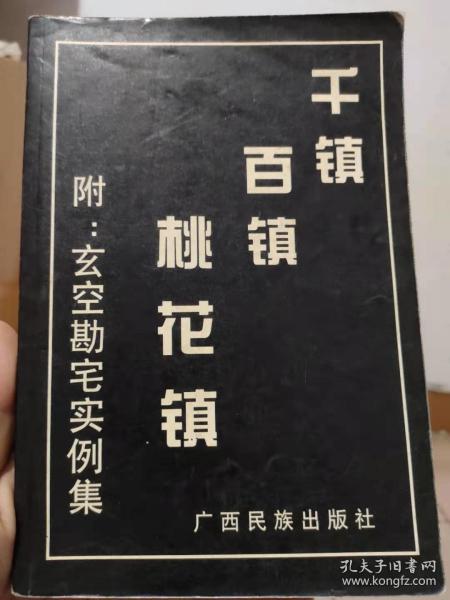 千镇
百镇
桃花镇
附：玄空勘宅实例集
广西民族出版社
孔夫子旧书网
www.kongfz.com